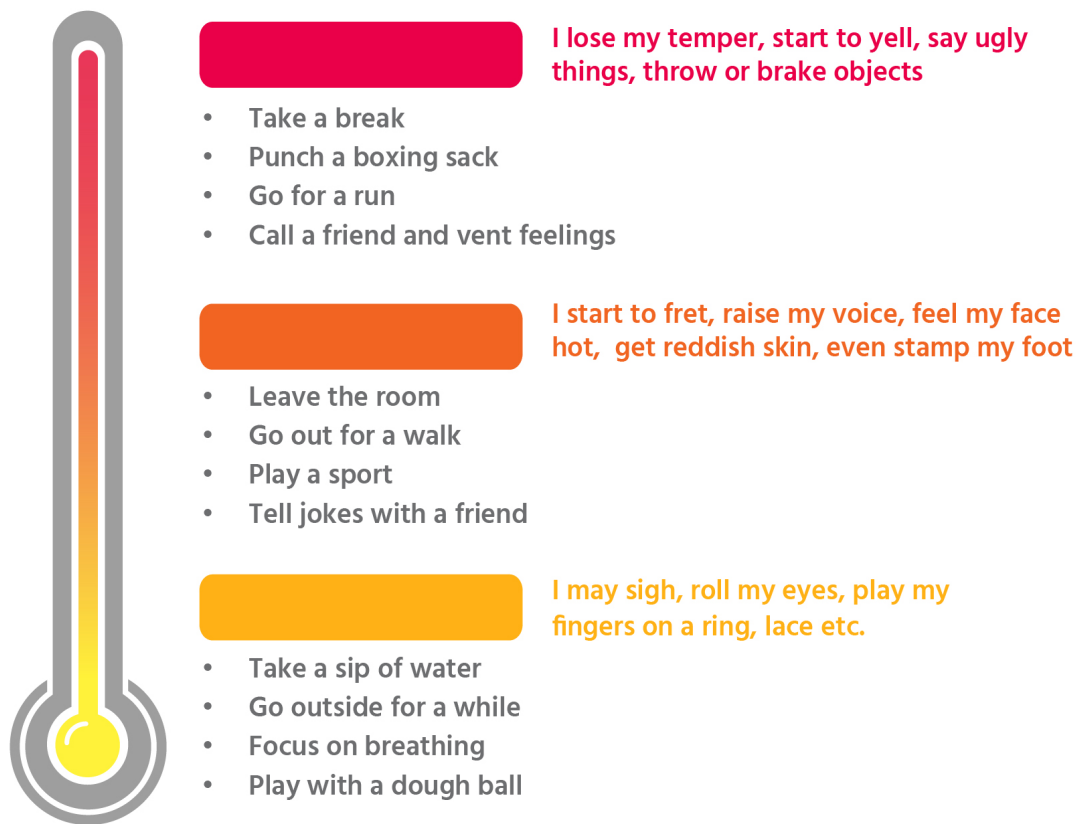 I lose my temper, start to yell, say ugly
things, throw or brake objects
• Take a break
• Punch a boxing sack
• Go for a run
• Call a friend and vent feelings
I start to fret, raise my voice, feel my face
hot,  get reddish skin, even stamp my foot
• Leave the room
• Go out for a walk
• Play a sport
• Tell jokes with a friend
I may sigh, roll my eyes, play my
fingers on a ring, lace etc.
• Take a sip of water
• Go outside for a while
• Focus on breathing
• Play with a dough ball